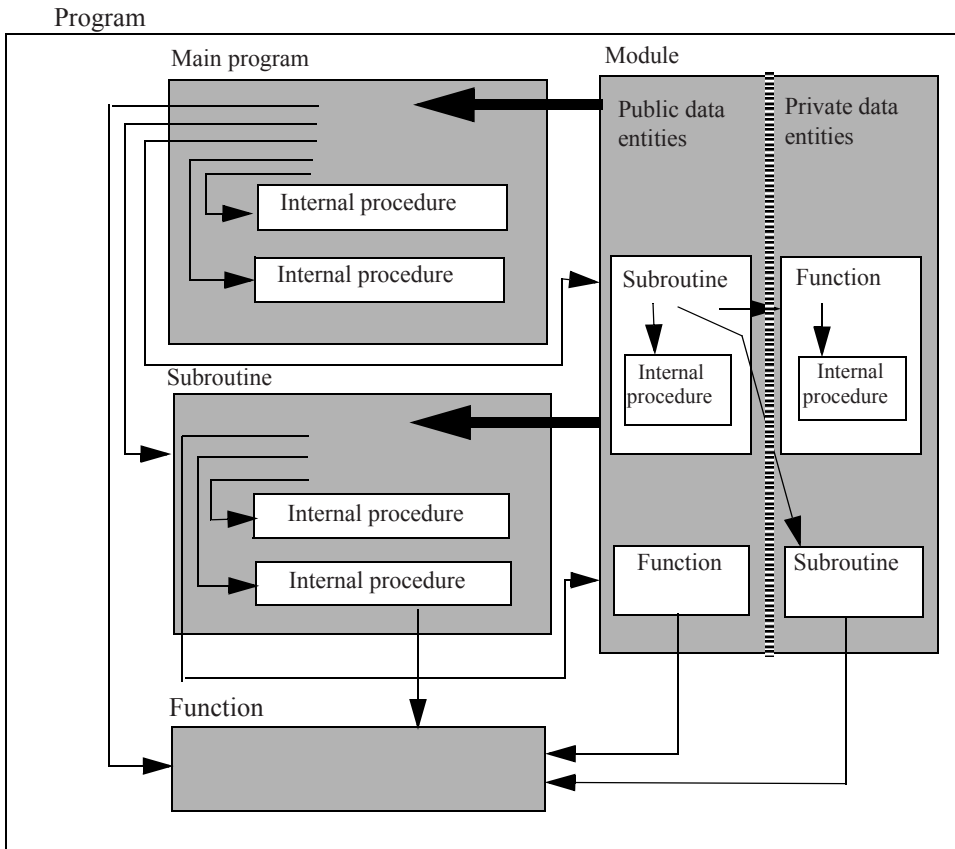 Program
Main program
Internal procedure
Internal procedure
Subroutine
Internal procedure
Internal procedure
Function
Module
Public data
entities
Private data
entities
Subroutine
Internal
procedure
Function
Internal
procedure
Function
Subroutine